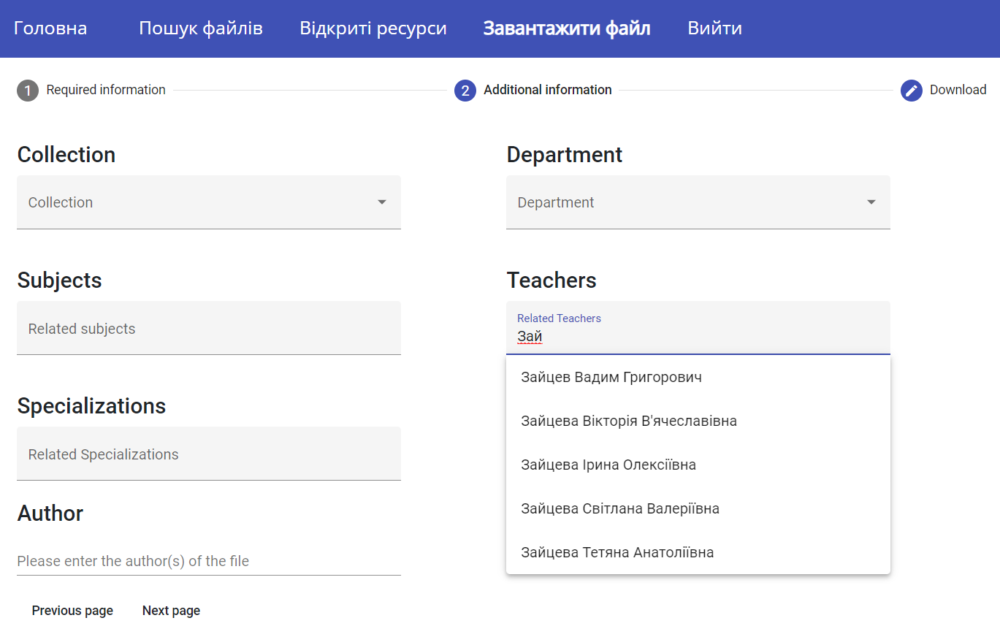 Головна Пошук файлів Відкриті ресурси Завантажити файл Вийти
1 Required information 2 Additional information Download
Collection
Collection
Department
Department
Subjects
Related subjects
Teachers
Related Teachers
Зай
Зайцев Вадим Григорович
Зайцева Вікторія В'ячеславівна
Зайцева Ірина Олексіївна
Зайцева Світлана Валеріївна
Зайцева Тетяна Анатоліївна
Specializations
Related Specializations
Author
Please enter the author(s) of the file
Previous page Next page